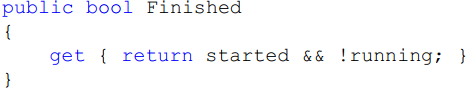 public bool Finished
{
    get { return started && !running; }
}